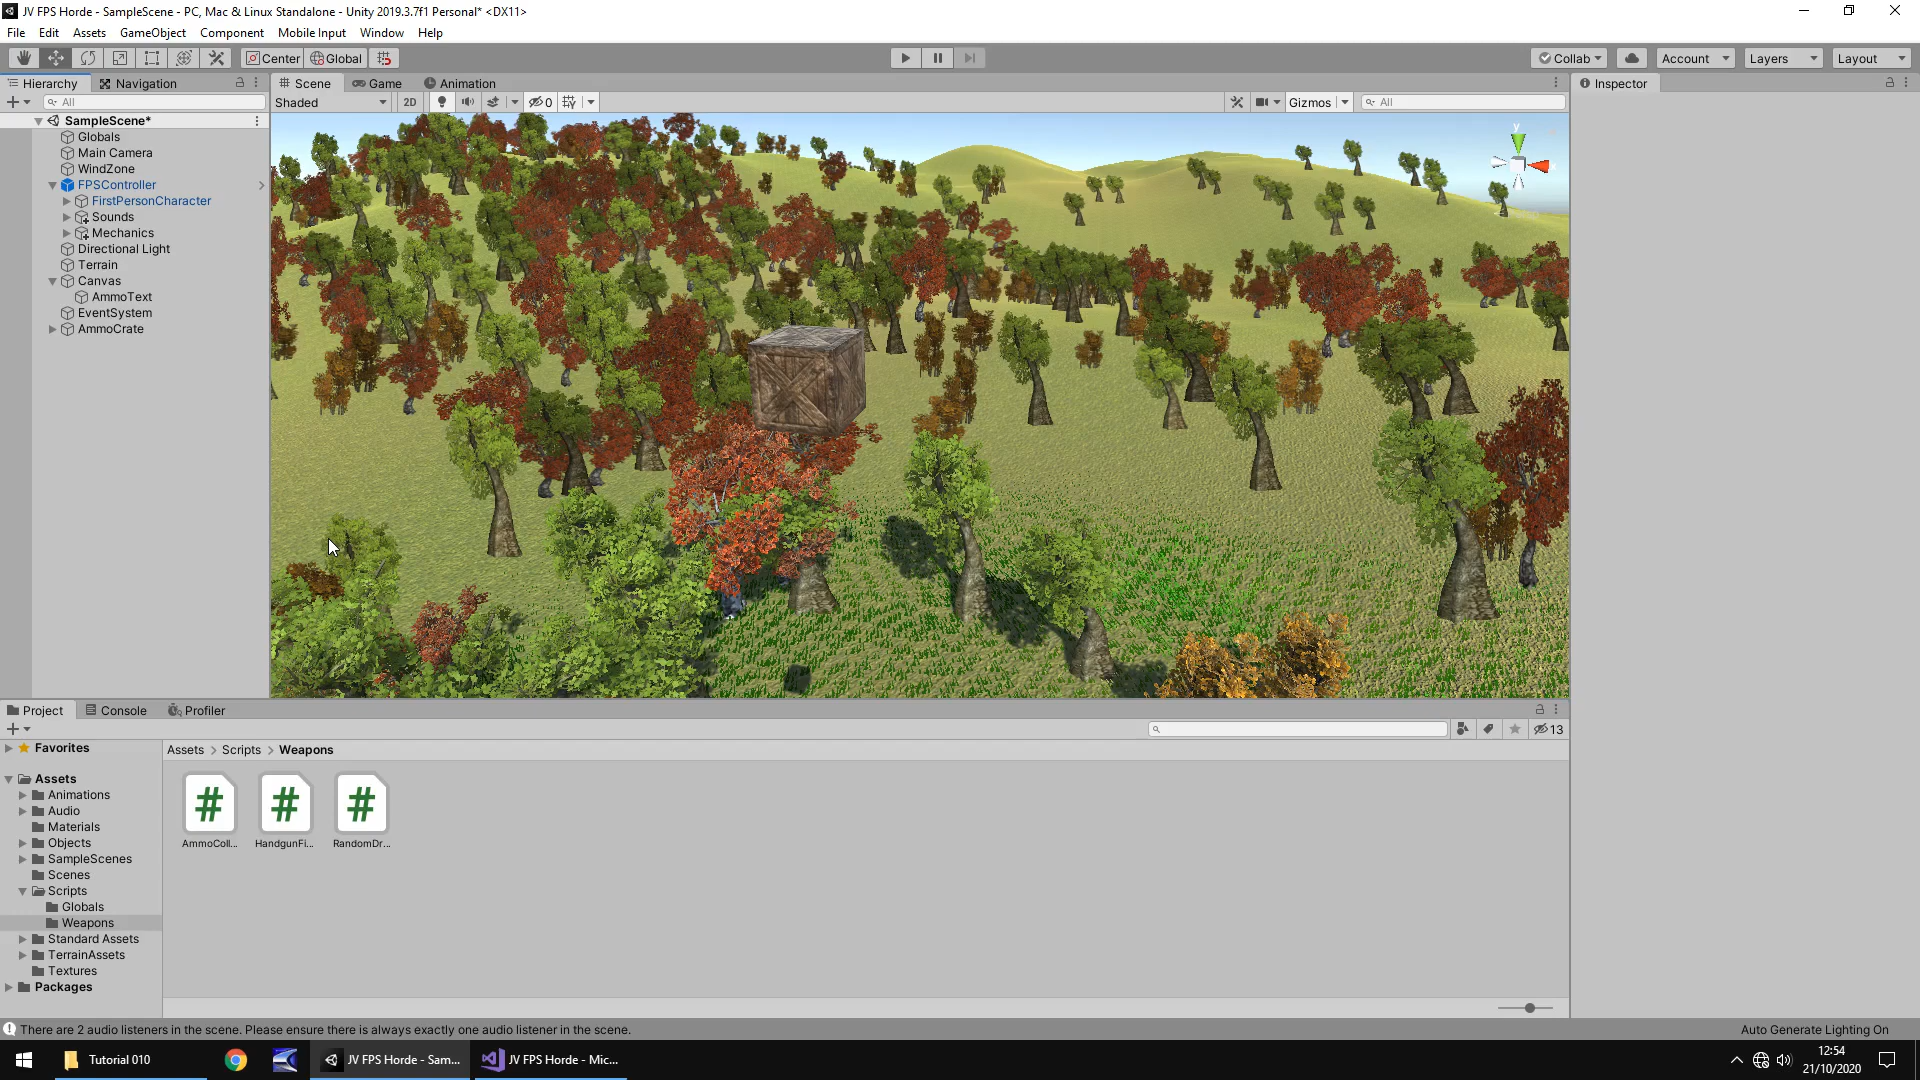 JV FPS Horde - SampleScene - PC, Mac & Linux Standalone - Unity 2019.3.7f1 Personal* <DX11>
File Edit Assets GameObject Component Mobile Input Window Help
Center Global Collab Account Layers Layout
Hierarchy Navigation Scene Game Animation Inspector
All Shaded 2D 0 Gizmos All
SampleScene*
Globals
Main Camera
WindZone
FPSController
FirstPersonCharacter
Sounds
Mechanics
Directional Light
Terrain
Canvas
AmmoText
EventSystem
AmmoCrate
y
Project Console Profiler
13
Favorites
Assets > Scripts > Weapons
Assets
Animations
Audio
Materials
Objects
SampleScenes
Scenes
Scripts
Globals
Weapons
Standard Assets
TerrainAssets
Textures
Packages
# # #
AmmoColl... HandgunFi... RandomDr...
There are 2 audio listeners in the scene. Please ensure there is always exactly one audio listener in the scene.
Auto Generate Lighting On
Tutorial 010
JV FPS Horde - Sam...
JV FPS Horde - Mic...
12:54
21/10/2020